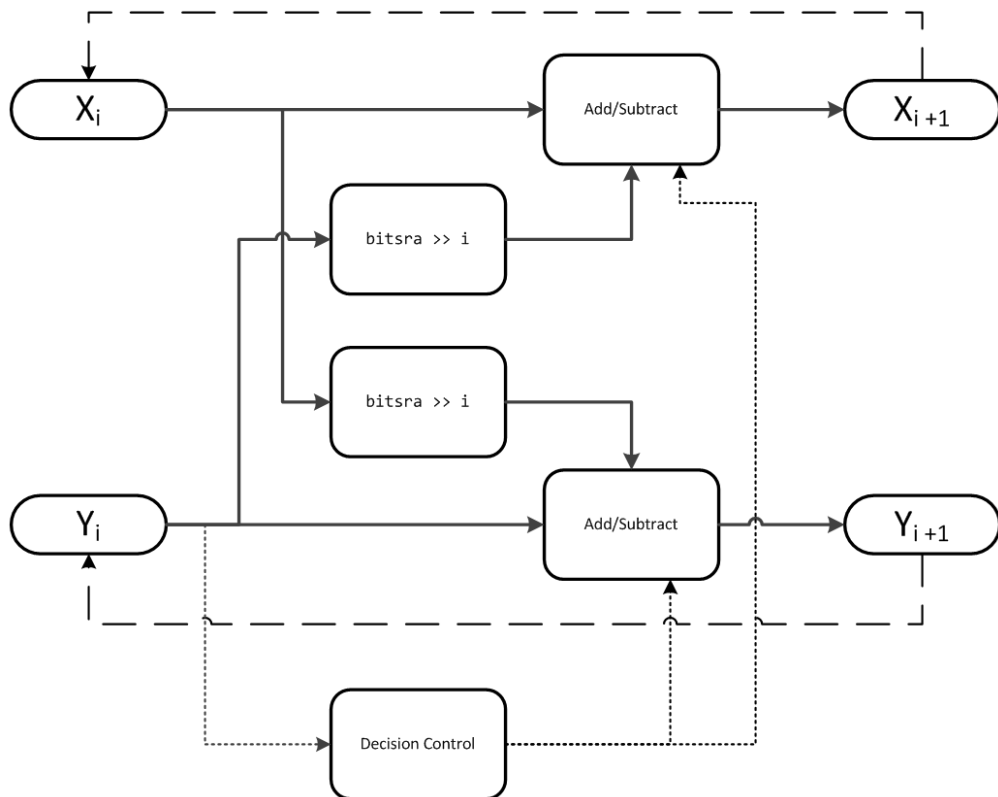 Xi
Add/Subtract
Xi+1
bitsra >> i
bitsra >> i
Yi
Add/Subtract
Yi+1
Decision Control